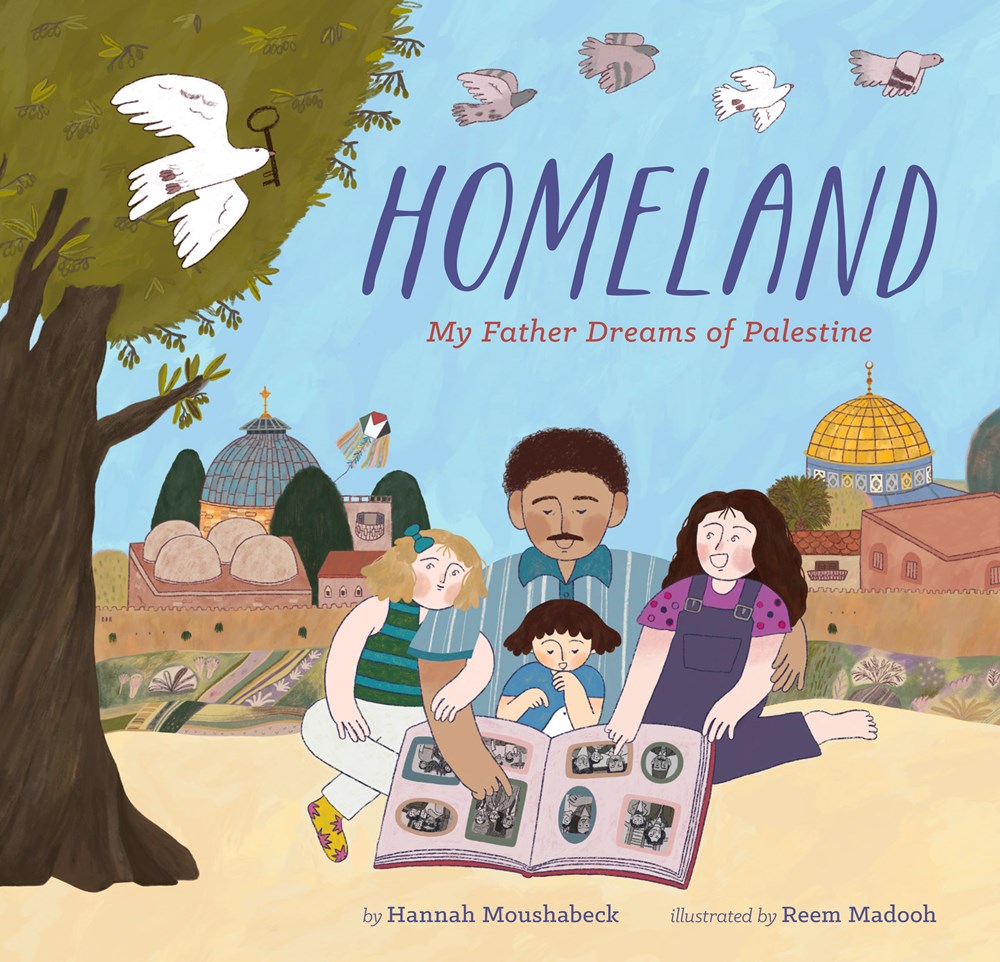 HOMELAND
My Father Dreams of Palestine
by Hannah Moushabeck
illustrated by Reem Madooh